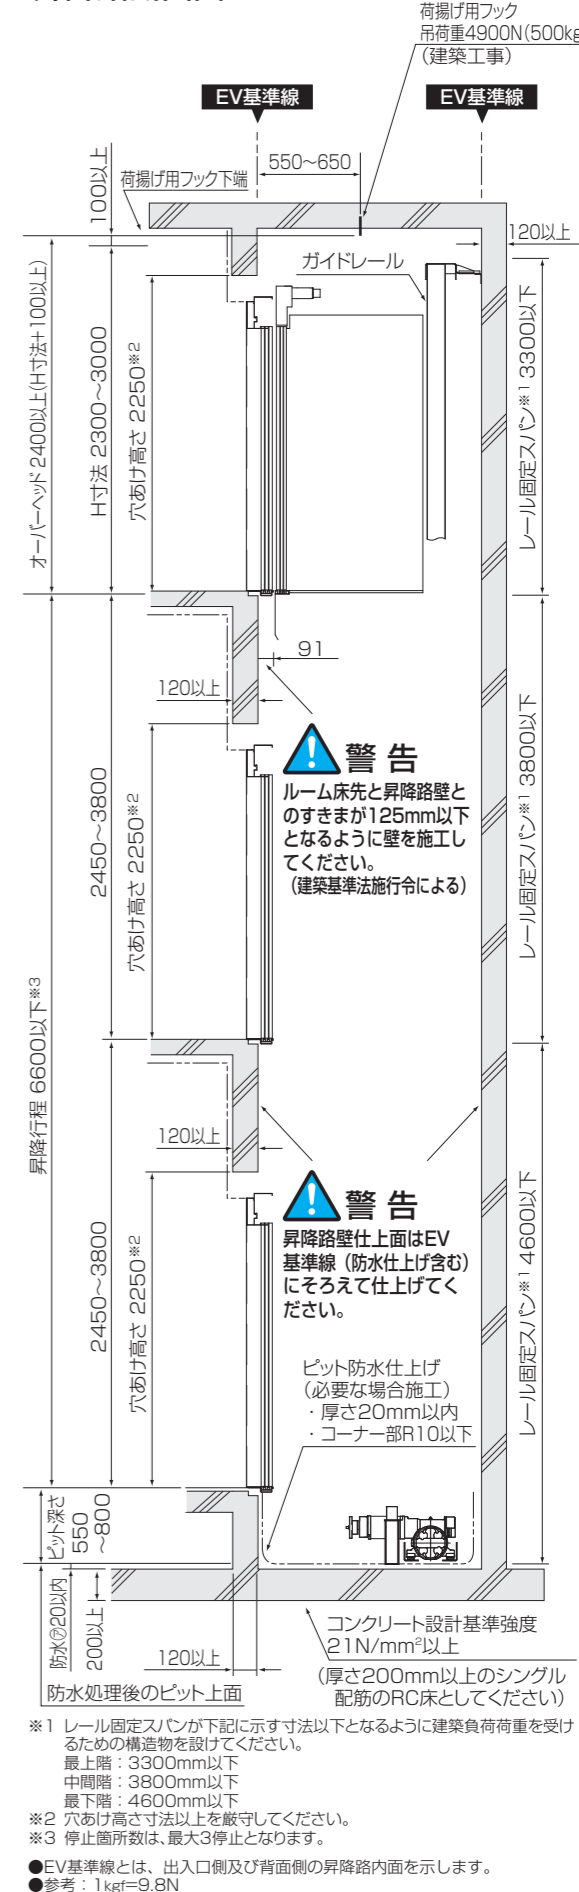 荷揚げ用フック
吊荷重4900N(500kg
(建築工事)
EV基準線
EV基準線
550〜650
100以上
荷揚げ用フック下端
120以上
ガイドレール
オーバーヘッド 2400以上(H寸法+100以上)
H寸法 2300〜3000
穴あけ高さ 2250※2
レール固定スパン※1 3300以下
91
120以上
警告
ルーム床先と昇降路壁と
のすきまが125mm以下
となるように壁を施工し
てください。
(建築基準法施行令による)
2450〜3800
穴あけ高さ 2250※2
レール固定スパン※1 3800以下
昇降行程 6600以下※3
120以上
警告
昇降路壁仕上面はEV
基準線(防水仕上げ含む)
にそろえて仕上げてく
ださい。
2450〜3800
穴あけ高さ 2250※2
レール固定スパン※1 4600以下
ピット防水仕上げ
(必要な場合施工)
・厚さ20mm以内
・コーナー部R10以下
ピット深さ
550
〜800
防水㋐20以内
200以上
120以上
コンクリート設計基準強度
21N/mm²以上
(厚さ200mm以上のシングル
配筋のRC床としてください)
防水処理後のピット上面
※1 レール固定スパンが下記に示す寸法以下となるように建築負荷荷重を受け
るための構造物を設けてください。
最上階:3300mm以下
中間階:3800mm以下
最下階:4600mm以下
※2 穴あけ高さ寸法以上を厳守してください。
※3 停止箇所数は、最大3停止となります。
●EV基準線とは、出入口側及び背面側の昇降路内面を示します。
●参考:1kgf=9.8N